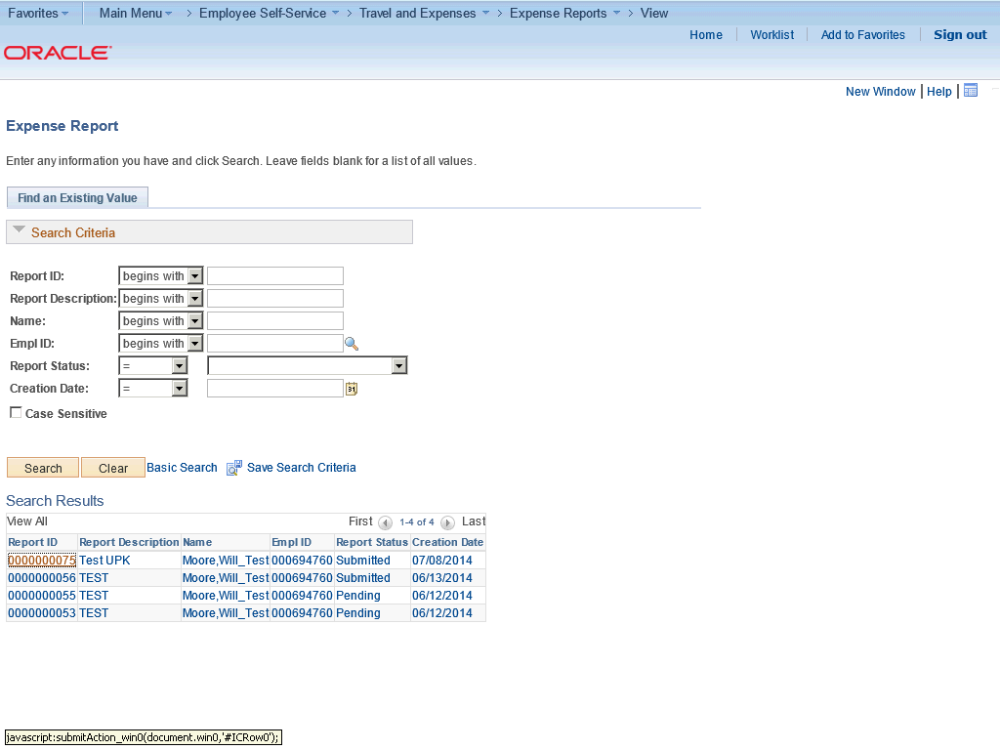 Favorites Main Menu > Employee Self-Service > Travel and Expenses > Expense Reports > View
Home Worklist Add to Favorites Sign out
ORACLE
New Window | Help |
Expense Report
Enter any information you have and click Search. Leave fields blank for a list of all values.
Find an Existing Value
Search Criteria
Report ID: begins with
Report Description: begins with
Name: begins with
Empl ID: begins with
Report Status: =
Creation Date: = 31
Case Sensitive
Search Clear Basic Search Save Search Criteria
Search Results
View All First 1-4 of 4 Last
Report ID Report Description Name Empl ID Report Status Creation Date
0000000075 Test UPK Moore,Will_Test 000694760 Submitted 07/08/2014
0000000056 TEST Moore,Will_Test 000694760 Submitted 06/13/2014
0000000055 TEST Moore,Will_Test 000694760 Pending 06/12/2014
0000000053 TEST Moore,Will_Test 000694760 Pending 06/12/2014
javascript:submitAction_win0(document.win0,'#ICRow0');